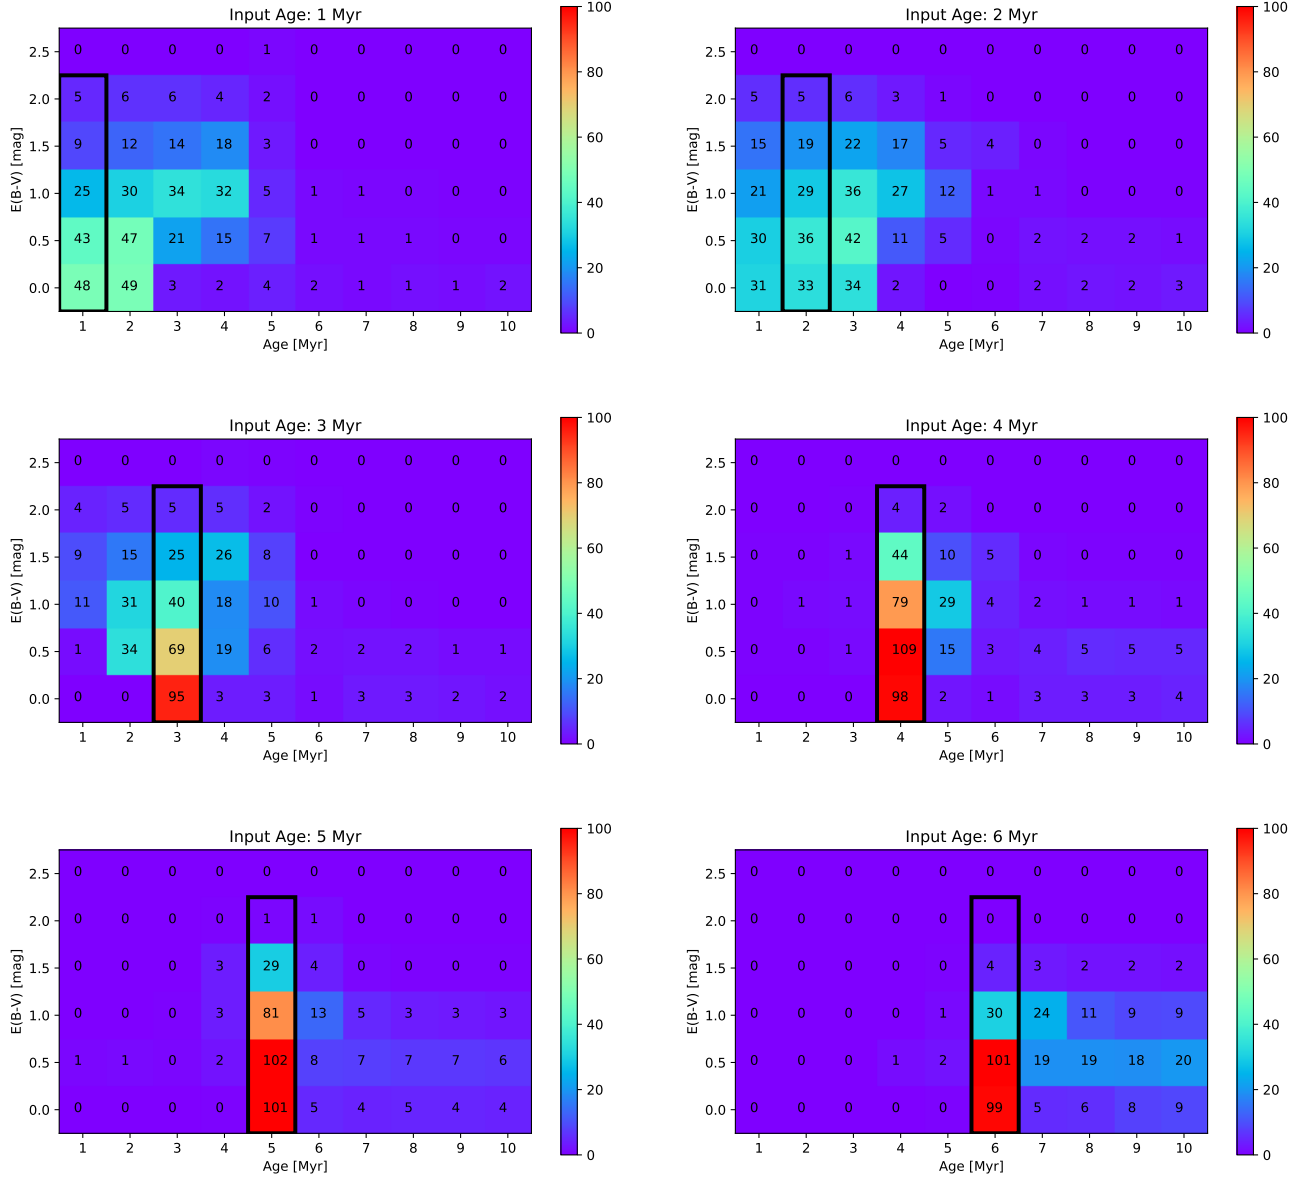 Input Age: 1 Myr
E(B-V) [mag]
2.5 0 0 0 0 1 0 0 0 0 0
2.0 5 6 6 4 2 0 0 0 0 0
1.5 9 12 14 18 3 0 0 0 0 0
1.0 25 30 34 32 5 1 1 0 0 0
0.5 43 47 21 15 7 1 1 1 0 0
0.0 48 49 3 2 4 2 1 1 1 2
1 2 3 4 5 6 7 8 9 10
Age [Myr]
100
80
60
40
20
0
Input Age: 2 Myr
E(B-V) [mag]
2.5 0 0 0 0 0 0 0 0 0 0
2.0 5 5 6 3 1 0 0 0 0 0
1.5 15 19 22 17 5 4 0 0 0 0
1.0 21 29 36 27 12 1 1 0 0 0
0.5 30 36 42 11 5 0 2 2 2 1
0.0 31 33 34 2 0 0 2 2 2 3
1 2 3 4 5 6 7 8 9 10
Age [Myr]
100
80
60
40
20
0
Input Age: 3 Myr
E(B-V) [mag]
2.5 0 0 0 0 0 0 0 0 0 0
2.0 4 5 5 5 2 0 0 0 0 0
1.5 9 15 25 26 8 0 0 0 0 0
1.0 11 31 40 18 10 1 0 0 0 0
0.5 1 34 69 19 6 2 2 2 1 1
0.0 0 0 95 3 3 1 3 3 2 2
1 2 3 4 5 6 7 8 9 10
Age [Myr]
100
80
60
40
20
0
Input Age: 4 Myr
E(B-V) [mag]
2.5 0 0 0 0 0 0 0 0 0 0
2.0 0 0 0 4 2 0 0 0 0 0
1.5 0 0 1 44 10 5 0 0 0 0
1.0 0 1 1 79 29 4 2 1 1 1
0.5 0 0 1 109 15 3 4 5 5 5
0.0 0 0 0 98 2 1 3 3 3 4
1 2 3 4 5 6 7 8 9 10
Age [Myr]
100
80
60
40
20
0
Input Age: 5 Myr
E(B-V) [mag]
2.5 0 0 0 0 0 0 0 0 0 0
2.0 0 0 0 0 1 1 0 0 0 0
1.5 0 0 0 3 29 4 0 0 0 0
1.0 0 0 0 3 81 13 5 3 3 3
0.5 1 1 0 2 102 8 7 7 7 6
0.0 0 0 0 0 101 5 4 5 4 4
1 2 3 4 5 6 7 8 9 10
Age [Myr]
100
80
60
40
20
0
Input Age: 6 Myr
E(B-V) [mag]
2.5 0 0 0 0 0 0 0 0 0 0
2.0 0 0 0 0 0 0 0 0 0 0
1.5 0 0 0 0 0 4 3 2 2 2
1.0 0 0 0 0 1 30 24 11 9 9
0.5 0 0 0 1 2 101 19 19 18 20
0.0 0 0 0 0 0 99 5 6 8 9
1 2 3 4 5 6 7 8 9 10
Age [Myr]
100
80
60
40
20
0